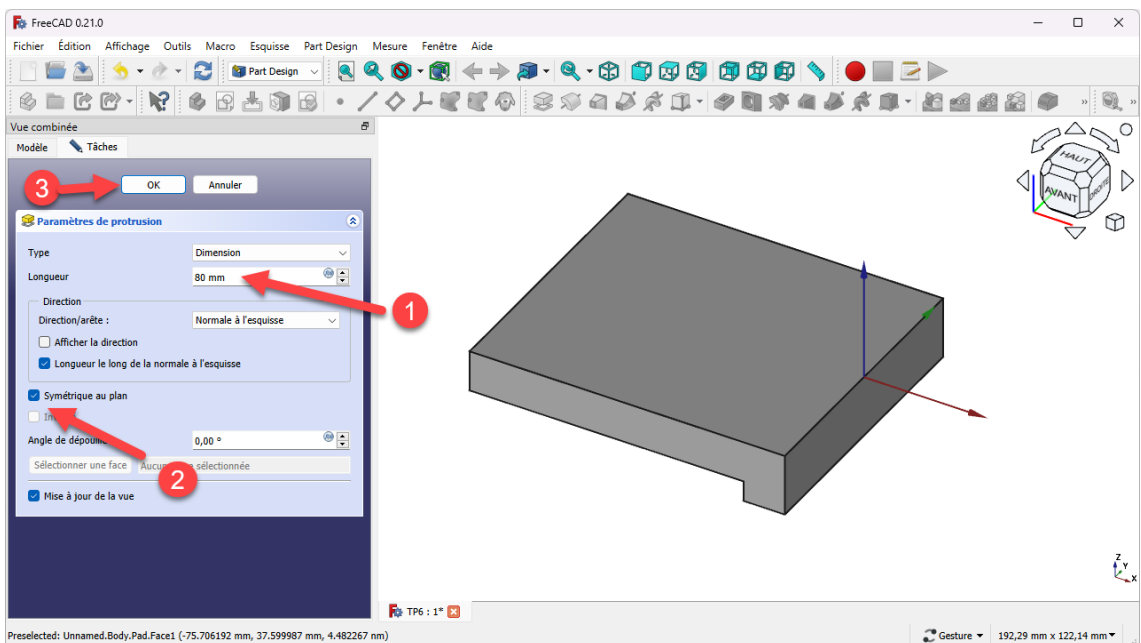 FreeCAD 0.21.0
Fichier Édition Affichage Outils Macro Esquisse Part Design Mesure Fenêtre Aide
Part Design
Vue combinée
Modèle Tâches
3 OK Annuler
Paramètres de protrusion
Type Dimension
Longueur 80 mm
1
Direction
Direction/arête : Normale à l'esquisse
Afficher la direction
Longueur le long de la normale à l'esquisse
Symétrique au plan
Angle de 0,00 °
Sélectionner une face sélectionnée
2
Mise à jour de la vue
HAUT
AVANT
DROITE
Z
Y
X
TP6 : 1*
Preselected: Unnamed.Body.Pad.Face1 (-75.706192 mm, 37.599987 mm, 4.482267 mm)
Gesture 192,29 mm x 122,14 mm